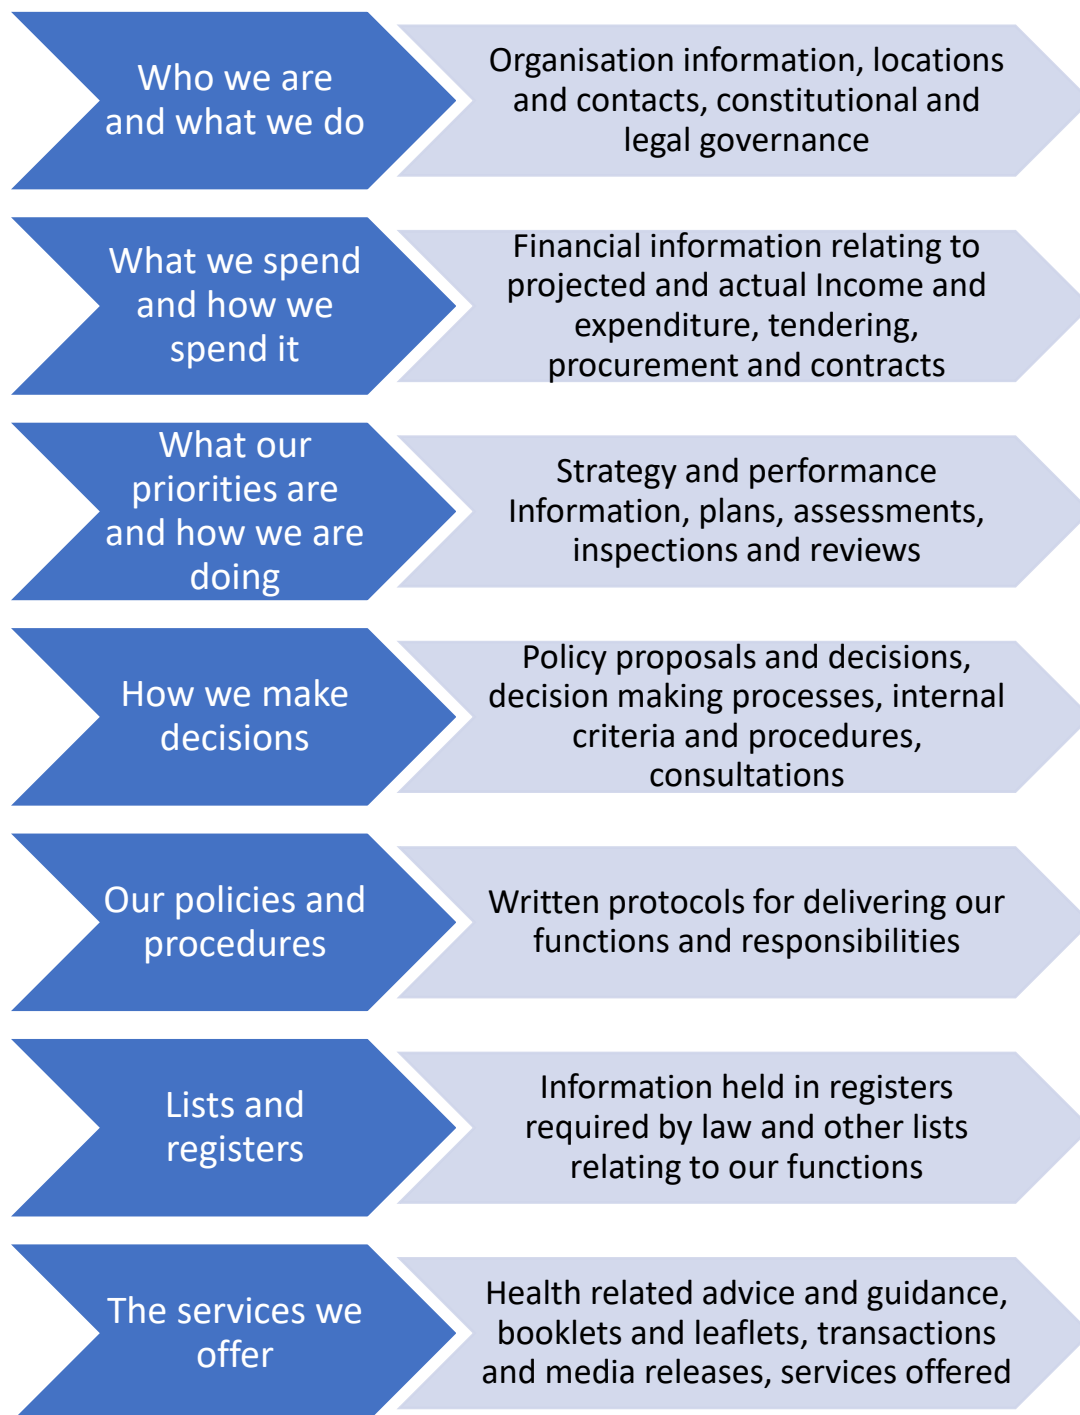 Who we are
and what we do
Organisation information, locations
and contacts, constitutional and
legal governance
What we spend
and how we
spend it
Financial information relating to
projected and actual Income and
expenditure, tendering,
procurement and contracts
What our
priorities are
and how we are
doing
Strategy and performance
Information, plans, assessments,
inspections and reviews
How we make
decisions
Policy proposals and decisions,
decision making processes, internal
criteria and procedures,
consultations
Our policies and
procedures
Written protocols for delivering our
functions and responsibilities
Lists and
registers
Information held in registers
required by law and other lists
relating to our functions
The services we
offer
Health related advice and guidance,
booklets and leaflets, transactions
and media releases, services offered